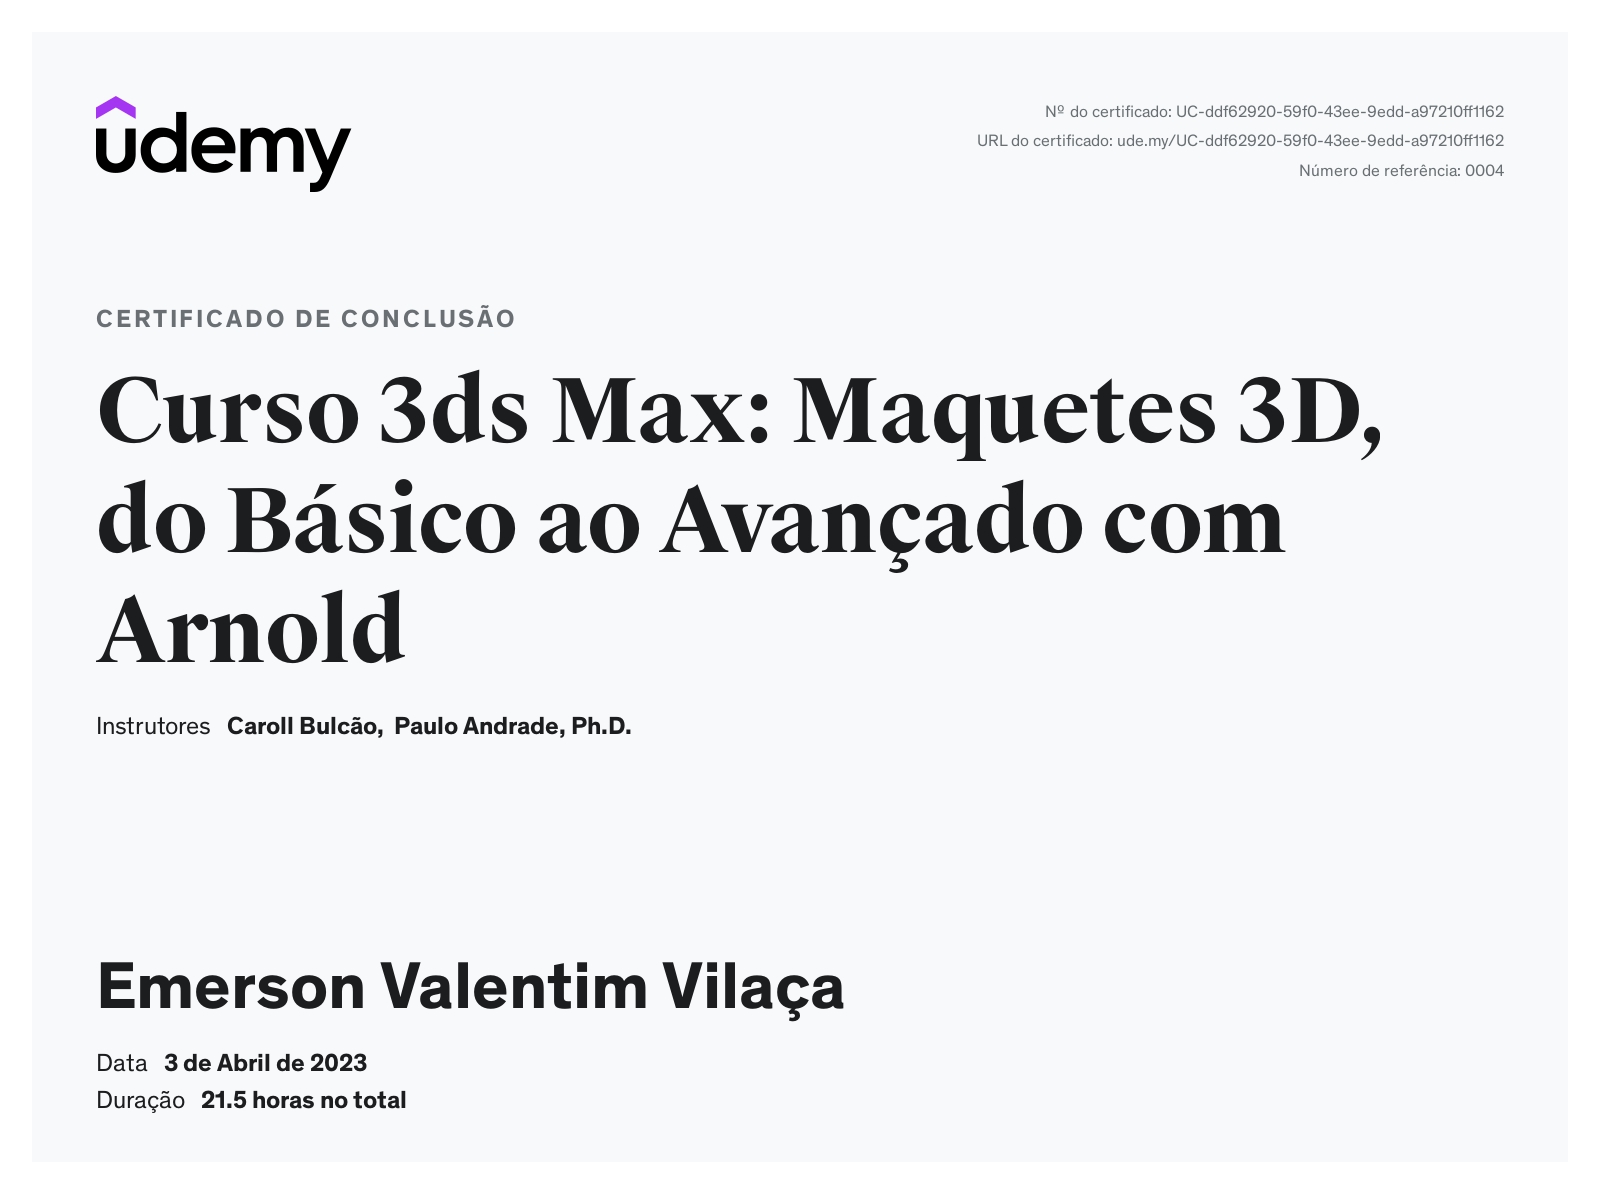 udemy
Nº do certificado: UC-ddf62920-59f0-43ee-9edd-a97210ff1162
URL do certificado: ude.my/UC-ddf62920-59f0-43ee-9edd-a97210ff1162
Número de referência: 0004
CERTIFICADO DE CONCLUSÃO
Curso 3ds Max: Maquetes 3D,
do Básico ao Avançado com
Arnold
Instrutores Caroll Bulcão, Paulo Andrade, Ph.D.
Emerson Valentim Vilaça
Data 3 de Abril de 2023
Duração 21.5 horas no total